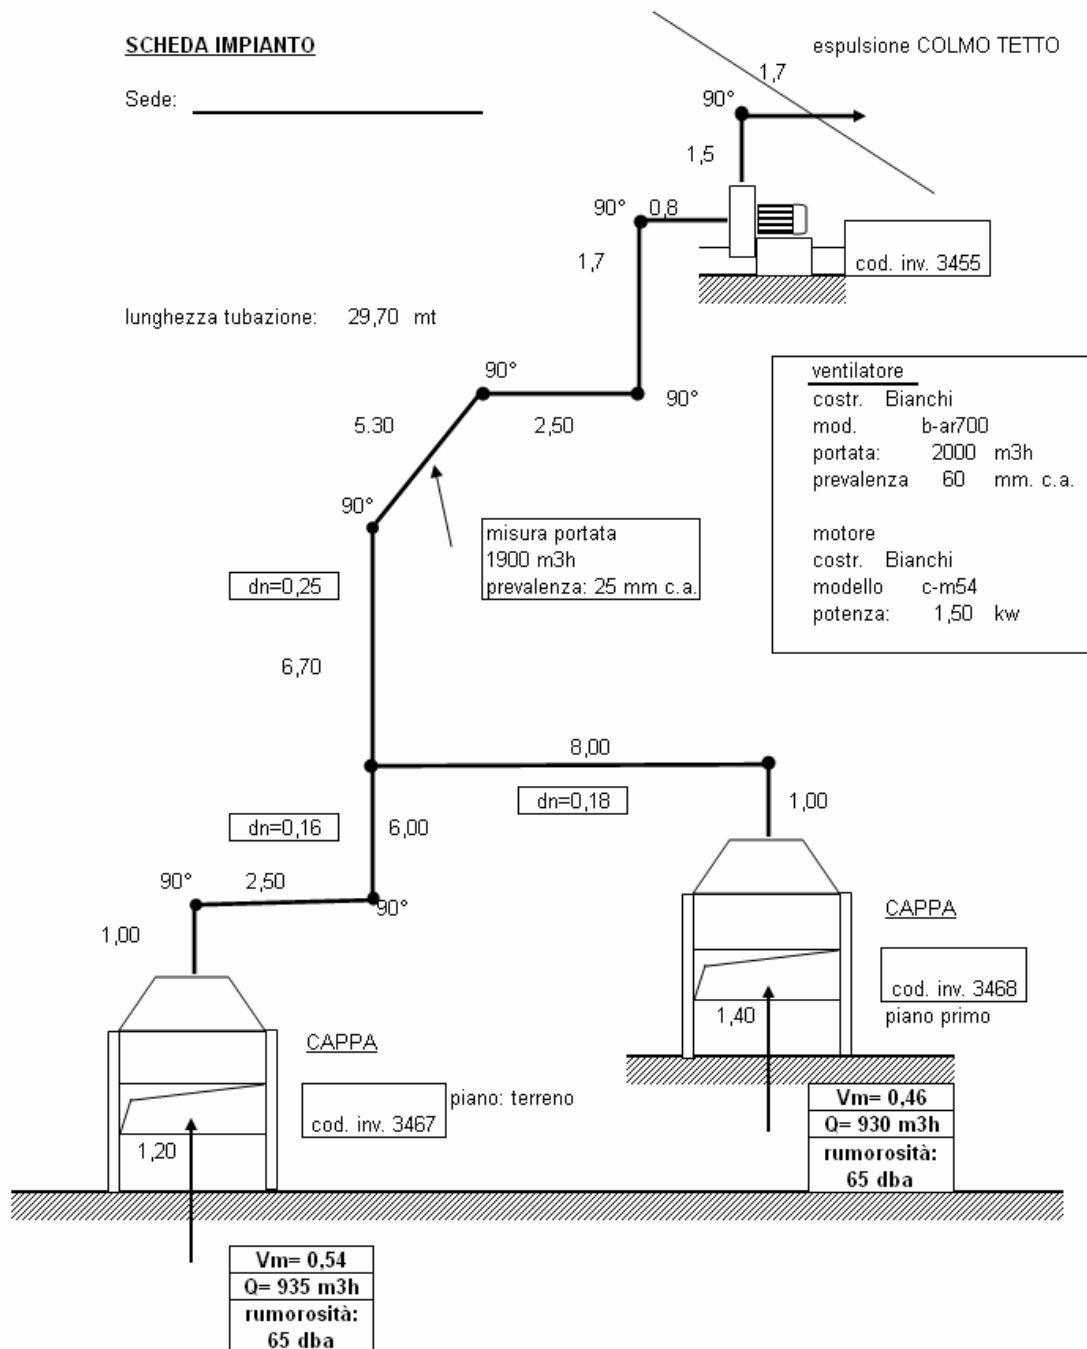 SCHEDA IMPIANTO
espulsione COLMO TETTO
Sede:
1,7
90°
1,5
90°
0,8
1,7
cod. inv. 3455
lunghezza tubazione: 29,70 mt
90°
90°
5.30
2,50
ventilatore
costr. Bianchi
mod. b-ar700
portata: 2000 m3h
prevalenza 60 mm. c.a.
motore
costr. Bianchi
modello c-m54
potenza: 1,50 kw
90°
misura portata
1900 m3h
prevalenza: 25 mm c.a.
dn=0,25
6,70
8,00
dn=0,18
1,00
dn=0,16
6,00
90°
2,50
90°
1,00
CAPPA
cod. inv. 3468
piano primo
1,40
CAPPA
piano: terreno
cod. inv. 3467
1,20
Vm= 0,46
Q= 930 m3h
rumorosità:
65 dba
Vm= 0,54
Q= 935 m3h
rumorosità:
65 dba